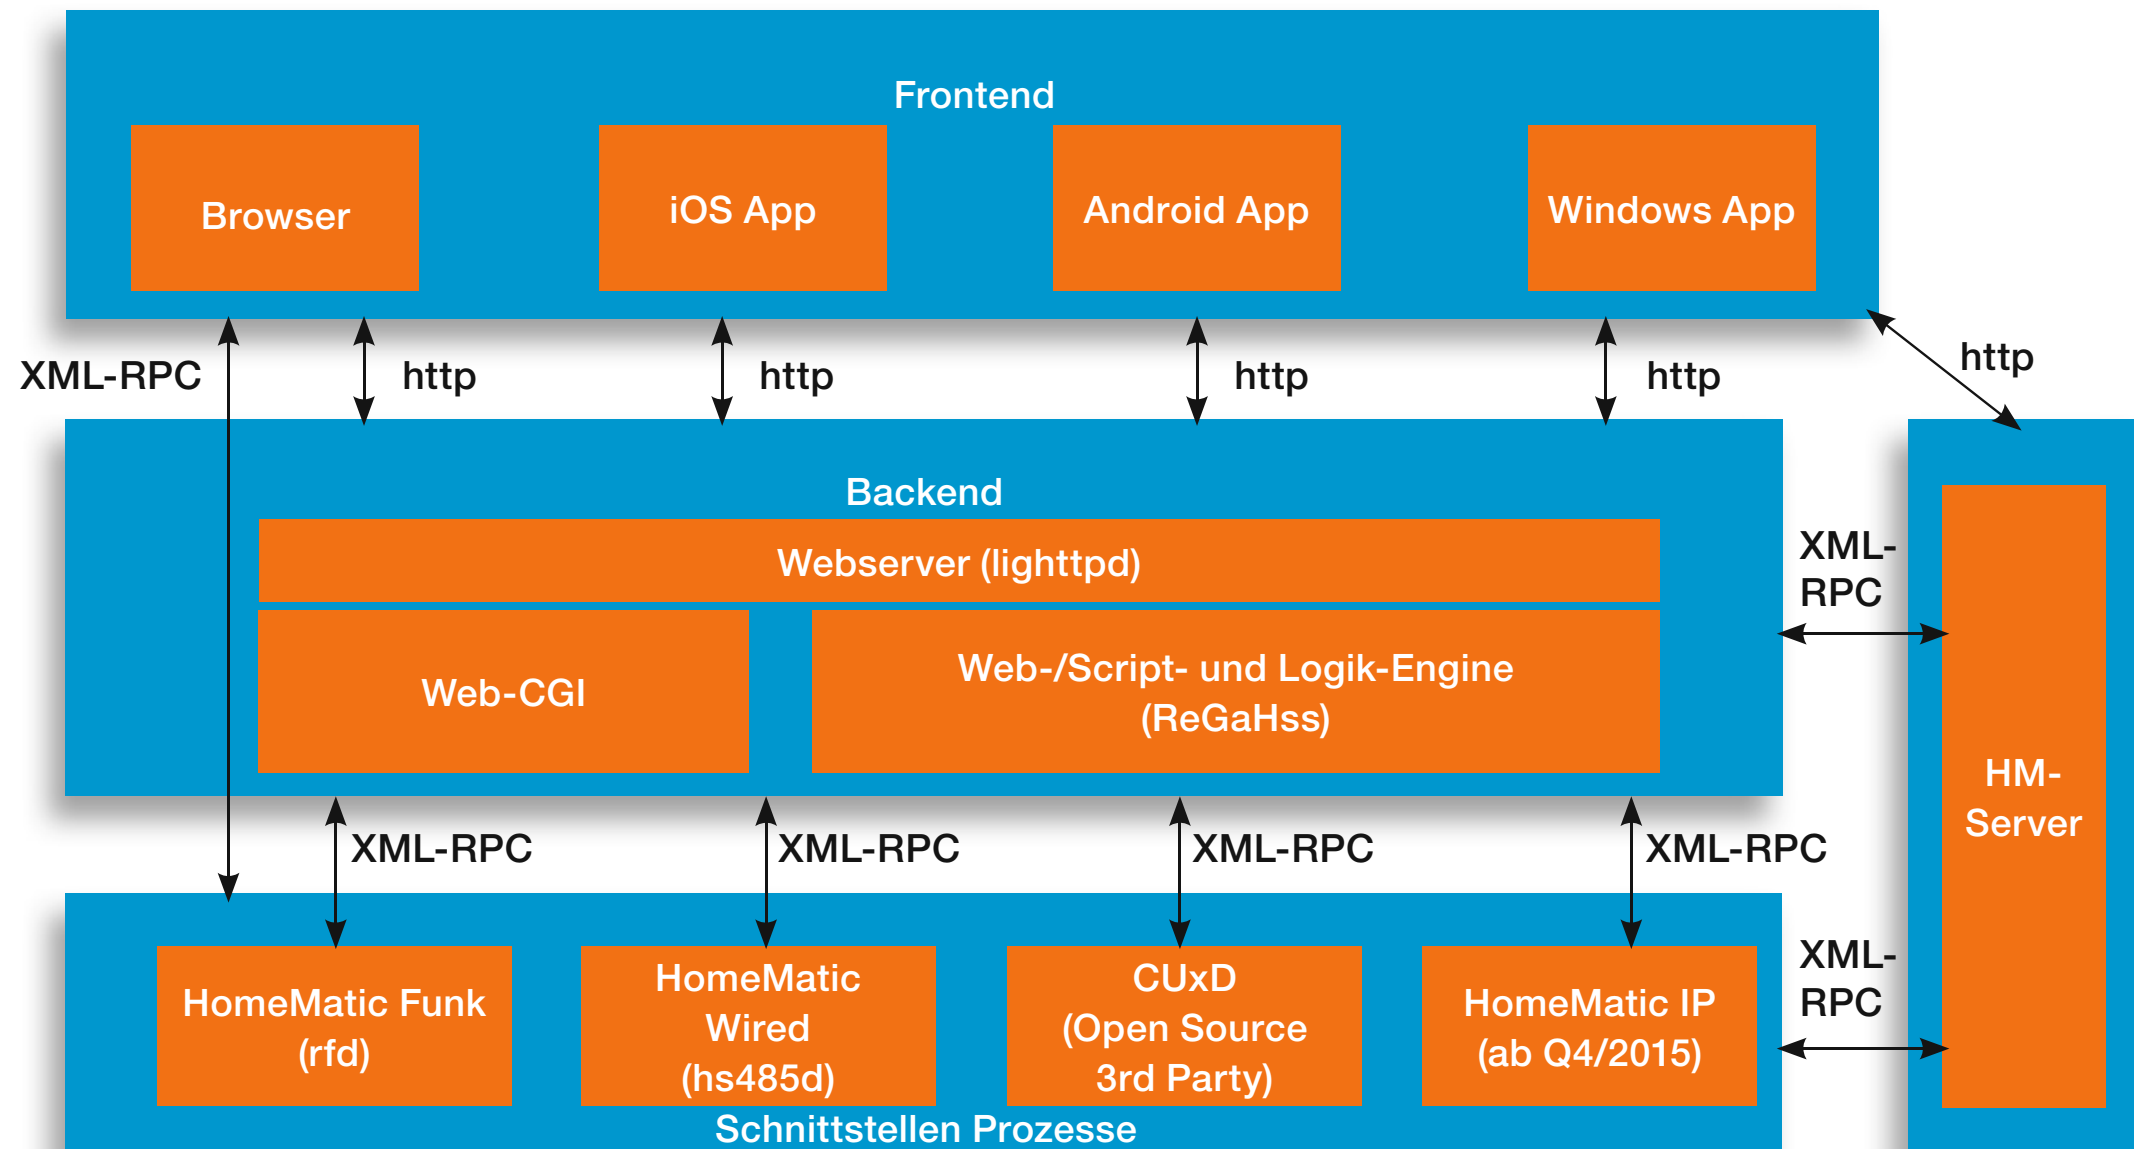 Frontend
Browser
iOS App
Android App
Windows App
XML-RPC
http
http
http
http
http
Backend
Webserver (lighttpd)
Web-CGI
Web-/Script- und Logik-Engine
(ReGaHss)
XML-
RPC
HM-
Server
XML-RPC
XML-RPC
XML-RPC
XML-RPC
HomeMatic Funk
(rfd)
HomeMatic
Wired
(hs485d)
CUxD
(Open Source
3rd Party)
HomeMatic IP
(ab Q4/2015)
XML-
RPC
Schnittstellen Prozesse